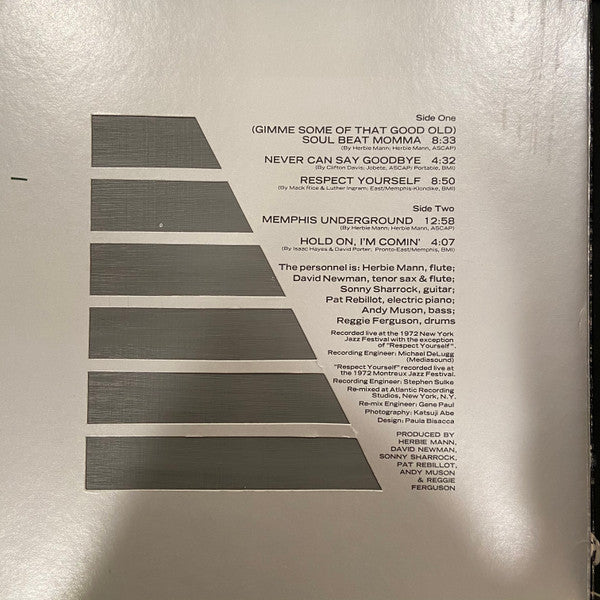 Side One
(GIMME SOME OF THAT GOOD OLD)
SOUL BEAT MOMMA 8:33
(By Herbie Mann; Herbie Mann, ASCAP)
NEVER CAN SAY GOODBYE 4:32
(By Clifton Davis; Jobete, ASCAP/Portable, BMI)
RESPECT YOURSELF 8:50
(By Mack Rice & Luther Ingram; East/Memphis-Klondike, BMI)
Side Two
MEMPHIS UNDERGROUND 12:58
(By Herbie Mann; Herbie Mann, ASCAP)
HOLD ON, I'M COMIN' 4:07
(By Isaac Hayes & David Porter; Pronto-East/Memphis, BMI)
The personnel is: Herbie Mann, flute;
David Newman, tenor sax & flute;
Sonny Sharrock, guitar;
Pat Rebillot, electric piano;
Andy Muson, bass;
Reggie Ferguson, drums
Recorded live at the 1972 New York
Jazz Festival with the exception
of "Respect Yourself".
Recording Engineer: Michael DeLugg
(Mediasound)
"Respect Yourself" recorded live at
the 1972 Montreux Jazz Festival.
Recording Engineer: Stephen Sulke
Re-mixed at Atlantic Recording
Studios, New York, N.Y.
Re-mix Engineer: Gene Paul
Photography: Katsuji Abe
Design: Paula Bisacca
PRODUCED BY
HERBIE MANN,
DAVID NEWMAN,
SONNY SHARROCK,
PAT REBILLOT,
ANDY MUSON
& REGGIE
FERGUSON